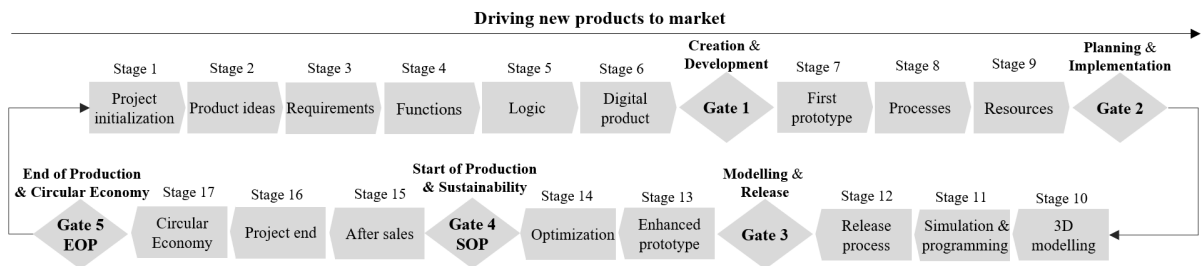 Driving new products to market
Stage 1
Project
initialization
Stage 2
Product ideas
Stage 3
Requirements
Stage 4
Functions
Stage 5
Logic
Stage 6
Digital
product
Creation &
Development
Gate 1
Stage 7
First
prototype
Stage 8
Processes
Stage 9
Resources
Planning &
Implementation
Gate 2
End of Production
& Circular Economy
Gate 5
EOP
Stage 17
Circular
Economy
Stage 16
Project end
Stage 15
After sales
Start of Production
& Sustainability
Gate 4
SOP
Stage 14
Optimization
Stage 13
Enhanced
prototype
Modelling &
Release
Gate 3
Stage 12
Release
process
Stage 11
Simulation &
programming
Stage 10
3D
modelling